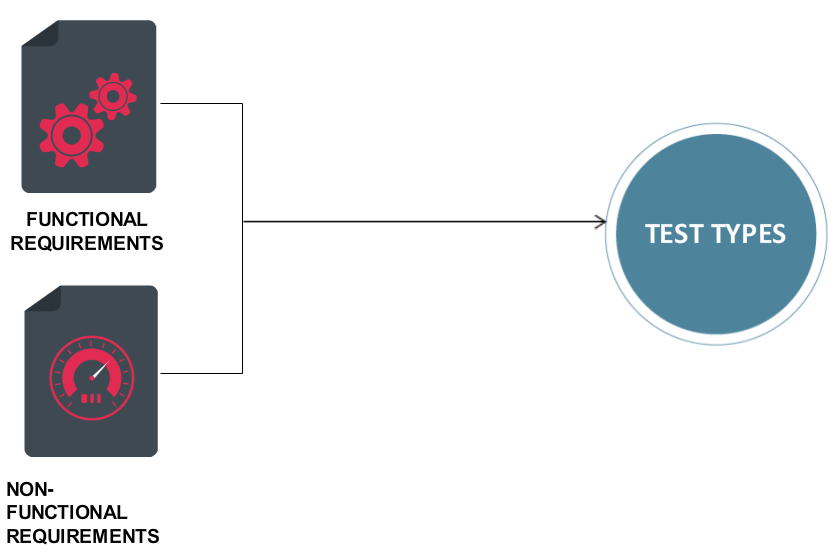 FUNCTIONAL
REQUIREMENTS
TEST TYPES
NON-
FUNCTIONAL
REQUIREMENTS